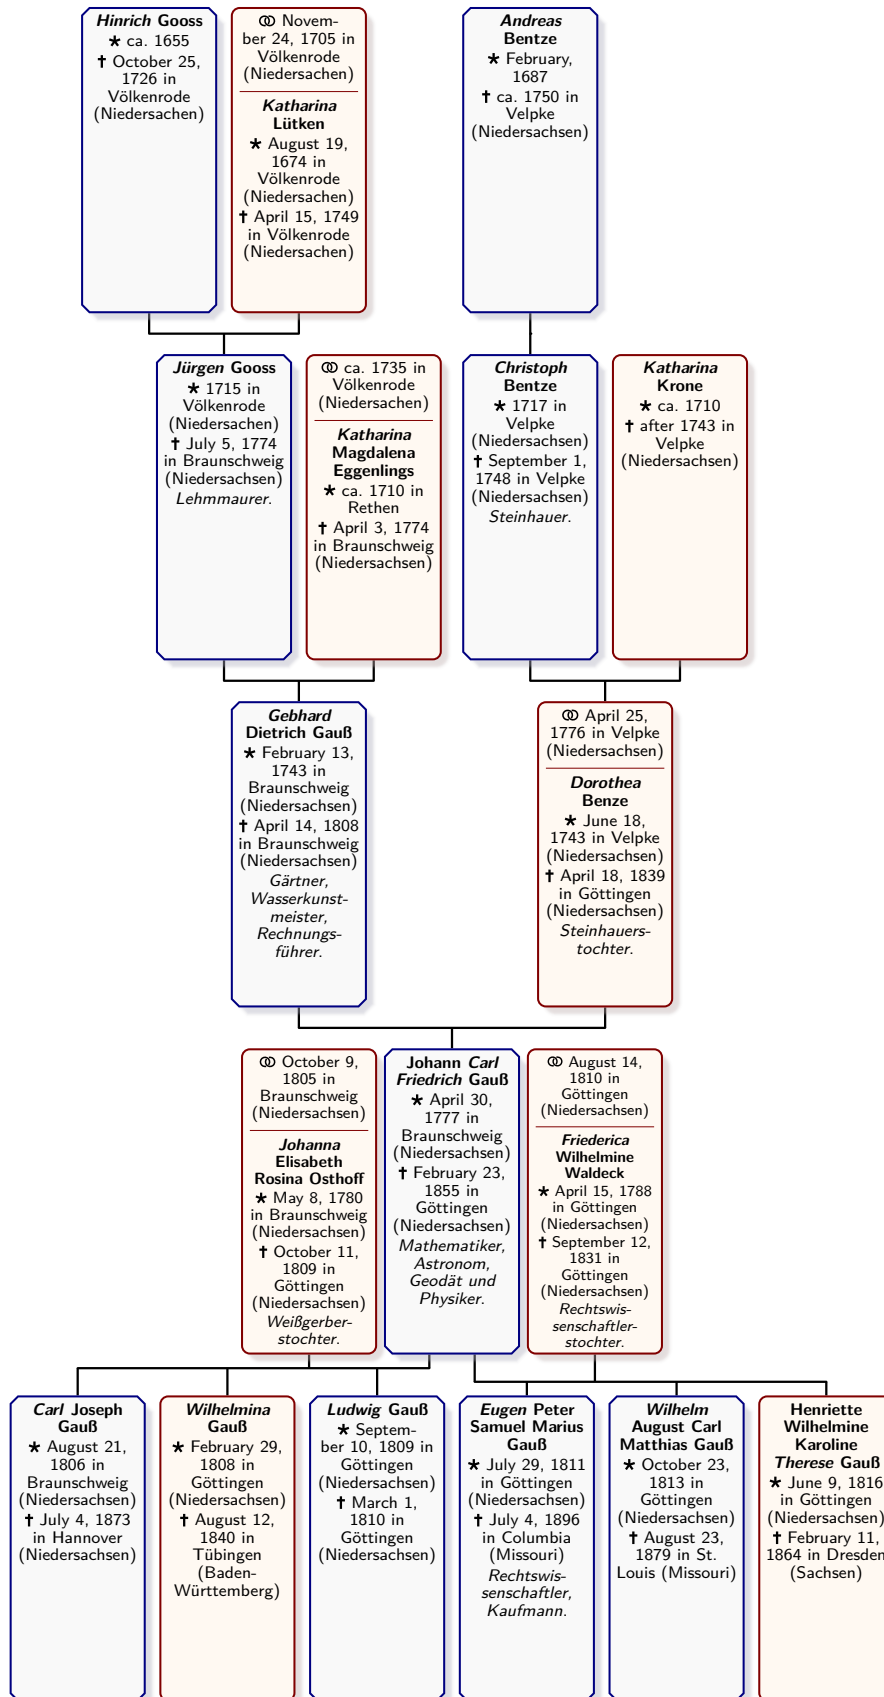 Hinrich Gooss
★ ca. 1655
† October 25,
1726 in
Völkenrode
(Niedersachen)
⚭ Novem-
ber 24, 1705 in
Völkenrode
(Niedersachen)
Katharina
Lütken
★ August 19,
1674 in
Völkenrode
(Niedersachen)
† April 15, 1749
in Völkenrode
(Niedersachen)
Andreas
Bentze
★ February,
1687
† ca. 1750 in
Velpke
(Niedersachsen)
Jürgen Gooss
★ 1715 in
Völkenrode
(Niedersachen)
† July 5, 1774
in Braunschweig
(Niedersachsen)
Lehmmaurer.
⚭ ca. 1735 in
Völkenrode
(Niedersachen)
Katharina
Magdalena
Eggenlings
★ ca. 1710 in
Rethen
† April 3, 1774
in Braunschweig
(Niedersachsen)
Christoph
Bentze
★ 1717 in
Velpke
(Niedersachsen)
† September 1,
1748 in Velpke
(Niedersachsen)
Steinhauer.
Katharina
Krone
★ ca. 1710
† after 1743 in
Velpke
(Niedersachsen)
Gebhard
Dietrich Gauß
★ February 13,
1743 in
Braunschweig
(Niedersachsen)
† April 14, 1808
in Braunschweig
(Niedersachsen)
Gärtner,
Wasserkunst-
meister,
Rechnungs-
führer.
⚭ April 25,
1776 in Velpke
(Niedersachsen)
Dorothea
Benze
★ June 18,
1743 in Velpke
(Niedersachsen)
† April 18, 1839
in Göttingen
(Niedersachsen)
Steinhauers-
tochter.
⚭ October 9,
1805 in
Braunschweig
(Niedersachsen)
Johanna
Elisabeth
Rosina Osthoff
★ May 8, 1780
in Braunschweig
(Niedersachsen)
† October 11,
1809 in
Göttingen
(Niedersachsen)
Weißgerber-
stochter.
Johann Carl
Friedrich Gauß
★ April 30,
1777 in
Braunschweig
(Niedersachsen)
† February 23,
1855 in
Göttingen
(Niedersachsen)
Mathematiker,
Astronom,
Geodät und
Physiker.
⚭ August 14,
1810 in
Göttingen
(Niedersachsen)
Friederica
Wilhelmine
Waldeck
★ April 15, 1788
in Göttingen
(Niedersachsen)
† September 12,
1831 in
Göttingen
(Niedersachsen)
Rechtswis-
senschaftler-
stochter.
Carl Joseph
Gauß
★ August 21,
1806 in
Braunschweig
(Niedersachsen)
† July 4, 1873
in Hannover
(Niedersachsen)
Wilhelmina
Gauß
★ February 29,
1808 in
Göttingen
(Niedersachsen)
† August 12,
1840 in
Tübingen
(Baden-
Württemberg)
Ludwig Gauß
★ Septem-
ber 10, 1809 in
Göttingen
(Niedersachsen)
† March 1,
1810 in
Göttingen
(Niedersachsen)
Eugen Peter
Samuel Marius
Gauß
★ July 29, 1811
in Göttingen
(Niedersachsen)
† July 4, 1896
in Columbia
(Missouri)
Rechtswis-
senschaftler,
Kaufmann.
Wilhelm
August Carl
Matthias Gauß
★ October 23,
1813 in
Göttingen
(Niedersachsen)
† August 23,
1879 in St.
Louis (Missouri)
Henriette
Wilhelmine
Karoline
Therese Gauß
★ June 9, 1816
in Göttingen
(Niedersachsen)
† February 11,
1864 in Dresden
(Sachsen)